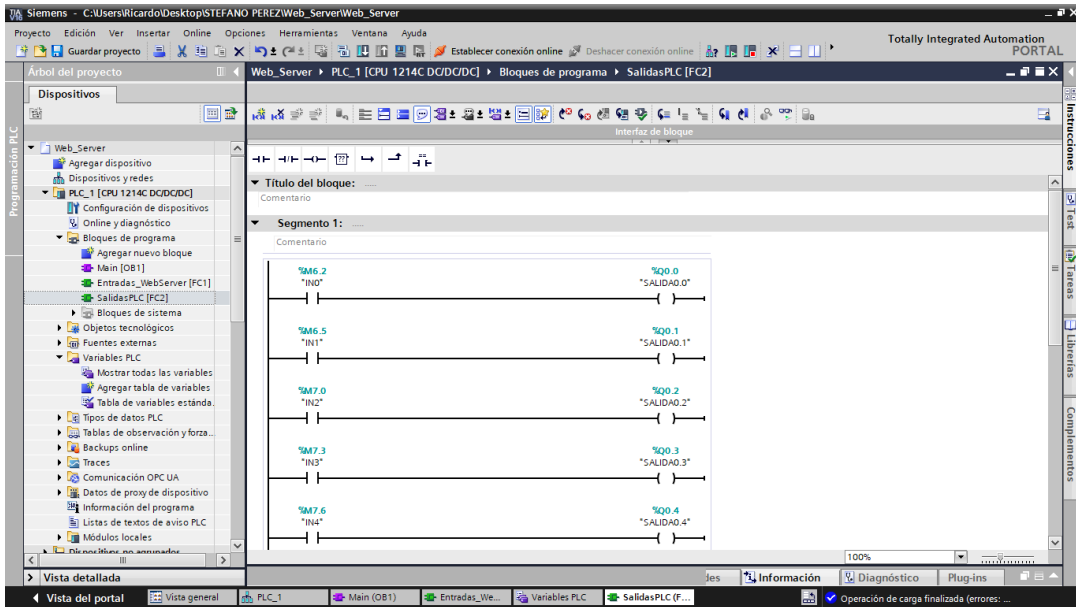 Siemens - C:\Users\Ricardo\Desktop\STEFANO PEREZ\Web_Server\Web_Server
Proyecto Edición Ver Insertar Online Opciones Herramientas Ventana Ayuda
Totally Integrated Automation
PORTAL
Guardar proyecto
Establecer conexión online
Deshacer conexión online
Árbol del proyecto
Web_Server PLC_1 [CPU 1214C DC/DC/DC] Bloques de programa SalidasPLC [FC2]
Dispositivos
Programación PLC
Web_Server
Agregar dispositivo
Dispositivos y redes
PLC_1 [CPU 1214C DC/DC/DC]
Configuración de dispositivos
Online y diagnóstico
Bloques de programa
Agregar nuevo bloque
Main [OB1]
Entradas_WebServer [FC1]
SalidasPLC [FC2]
Bloques de sistema
Objetos tecnológicos
Fuentes externas
Variables PLC
Mostrar todas las variables
Agregar tabla de variables
Tabla de variables estánda.
Tipos de datos PLC
Tablas de observación y forza...
Backups online
Traces
Comunicación OPC UA
Datos de proxy de dispositivo
Información del programa
Listas de textos de aviso PLC
Módulos locales
Dispositivos no agrupados
Vista detallada
Interfaz de bloque
Título del bloque: .....
Comentario
Segmento 1: .....
Comentario
%M6.2 %Q0.0
"IN0" "SALIDA0.0"
%M6.5 %Q0.1
"IN1" "SALIDA0.1"
%M7.0 %Q0.2
"IN2" "SALIDA0.2"
%M7.3 %Q0.3
"IN3" "SALIDA0.3"
%M7.6 %Q0.4
"IN4" "SALIDA0.4"
100%
Información Diagnóstico Plug-ins
Instrucciones
Test
Tareas
Librerías
Complementos
Vista del portal Vista general PLC_1 Main (OB1) Entradas_We... Variables PLC SalidasPLC (F... Operación de carga finalizada (errores: ...